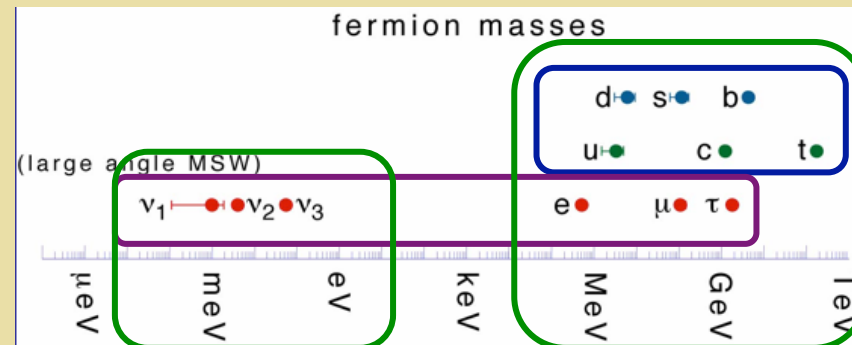 fermion masses
d s b
(large angle MSW) u c t
ν₁ ν₂ ν₃ e μ τ
μeV meV eV keV MeV GeV TeV